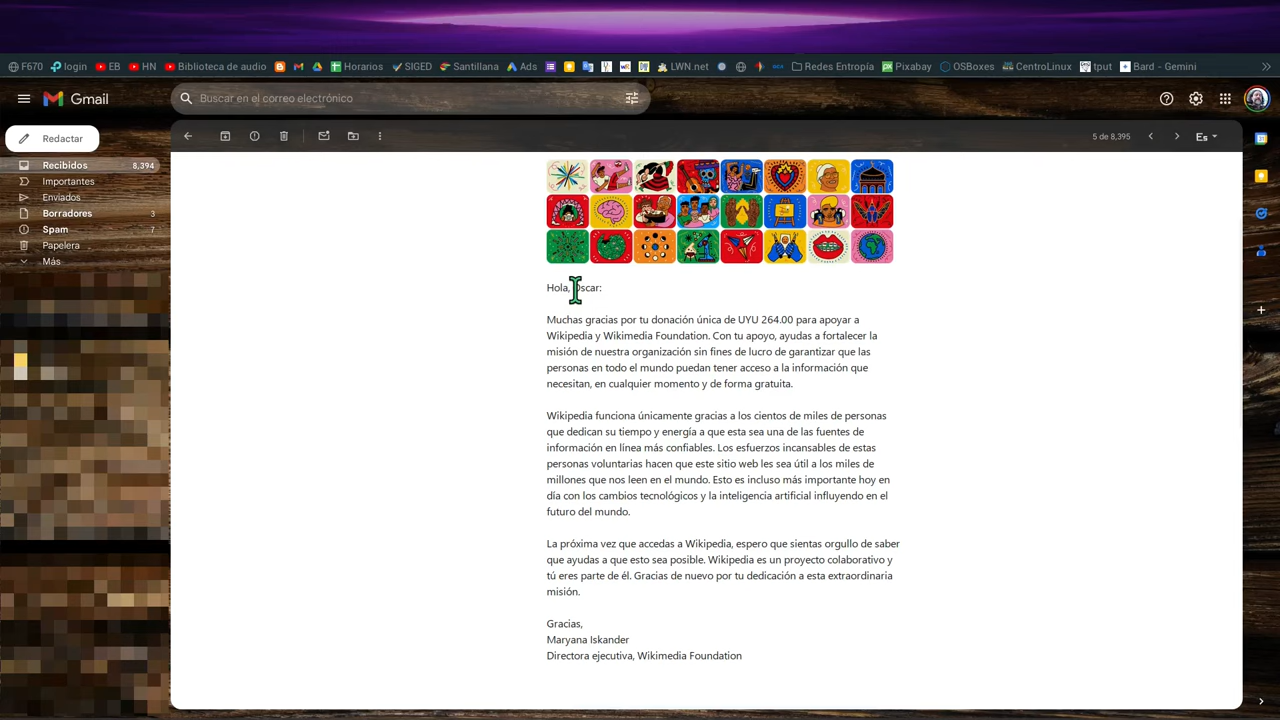 F670 login EB HN Biblioteca de audio Horarios SIGED Santillana Ads LWN.net Redes Entropía Pixabay OSBoxes CentroLinux tput Bard - Gemini
Gmail
Buscar en el correo electrónico
Redactar
5 de 8,395
Es
Recibidos 8,394
Importantes
Enviados
Borradores 3
Spam 7
Papelera
Más
Hola, Oscar:
Muchas gracias por tu donación única de UYU 264.00 para apoyar a
Wikipedia y Wikimedia Foundation. Con tu apoyo, ayudas a fortalecer la
misión de nuestra organización sin fines de lucro de garantizar que las
personas en todo el mundo puedan tener acceso a la información que
necesitan, en cualquier momento y de forma gratuita.
Wikipedia funciona únicamente gracias a los cientos de miles de personas
que dedican su tiempo y energía a que esta sea una de las fuentes de
información en línea más confiables. Los esfuerzos incansables de estas
personas voluntarias hacen que este sitio web les sea útil a los miles de
millones que nos leen en el mundo. Esto es incluso más importante hoy en
día con los cambios tecnológicos y la inteligencia artificial influyendo en el
futuro del mundo.
La próxima vez que accedas a Wikipedia, espero que sientas orgullo de saber
que ayudas a que esto sea posible. Wikipedia es un proyecto colaborativo y
tú eres parte de él. Gracias de nuevo por tu dedicación a esta extraordinaria
misión.
Gracias,
Maryana Iskander
Directora ejecutiva, Wikimedia Foundation